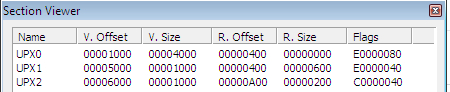 Section Viewer
Name V. Offset V. Size R. Offset R. Size Flags
UPX0 00001000 00004000 00000400 00000000 E0000080
UPX1 00005000 00001000 00000400 00000600 E0000040
UPX2 00006000 00001000 00000A00 00000200 C0000040